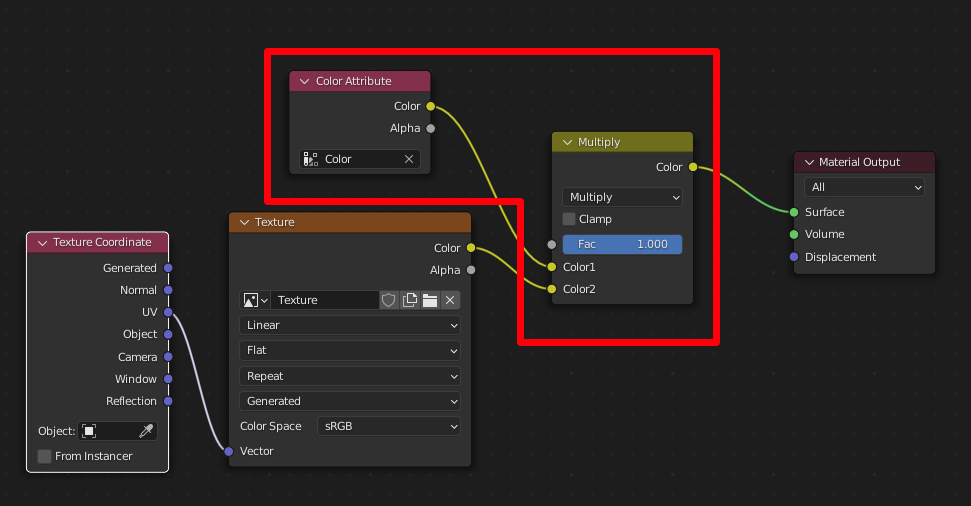 Color Attribute
Color
Alpha
Color
Multiply
Color
Multiply
Clamp
Fac 1.000
Color1
Color2
Material Output
All
Surface
Volume
Displacement
Texture
Color
Alpha
Texture
Linear
Flat
Repeat
Generated
Color Space sRGB
Vector
Texture Coordinate
Generated
Normal
UV
Object
Camera
Window
Reflection
Object:
From Instancer